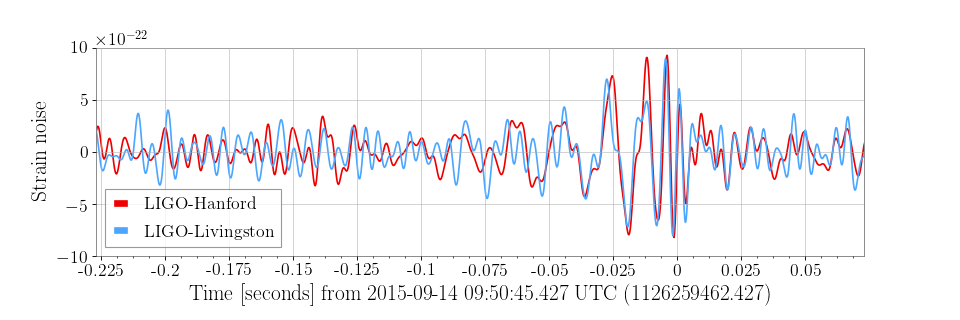 ×10−22
10
5
0
−5
−10
Strain noise
LIGO-Hanford
LIGO-Livingston
-0.225 -0.2 -0.175 -0.15 -0.125 -0.1 -0.075 -0.05 -0.025 0 0.025 0.05
Time [seconds] from 2015-09-14 09:50:45.427 UTC (1126259462.427)